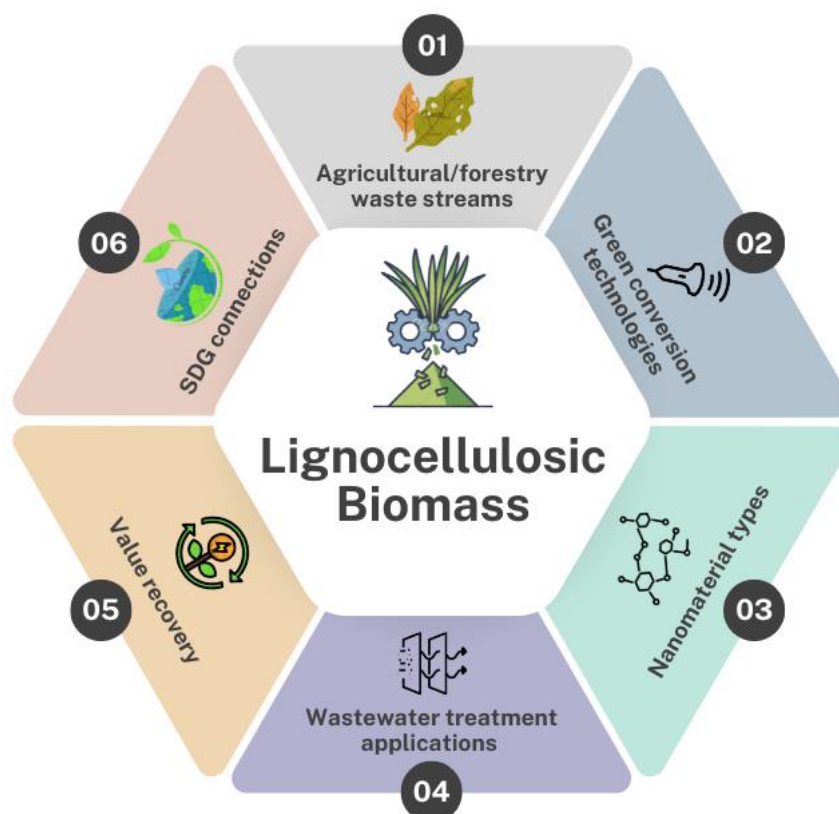 01
Agricultural/forestry
waste streams
02
Green conversion
technologies
03
Nanomaterial types
04
Wastewater treatment
applications
05
Value recovery
06
SDG connections
Lignocellulosic
Biomass